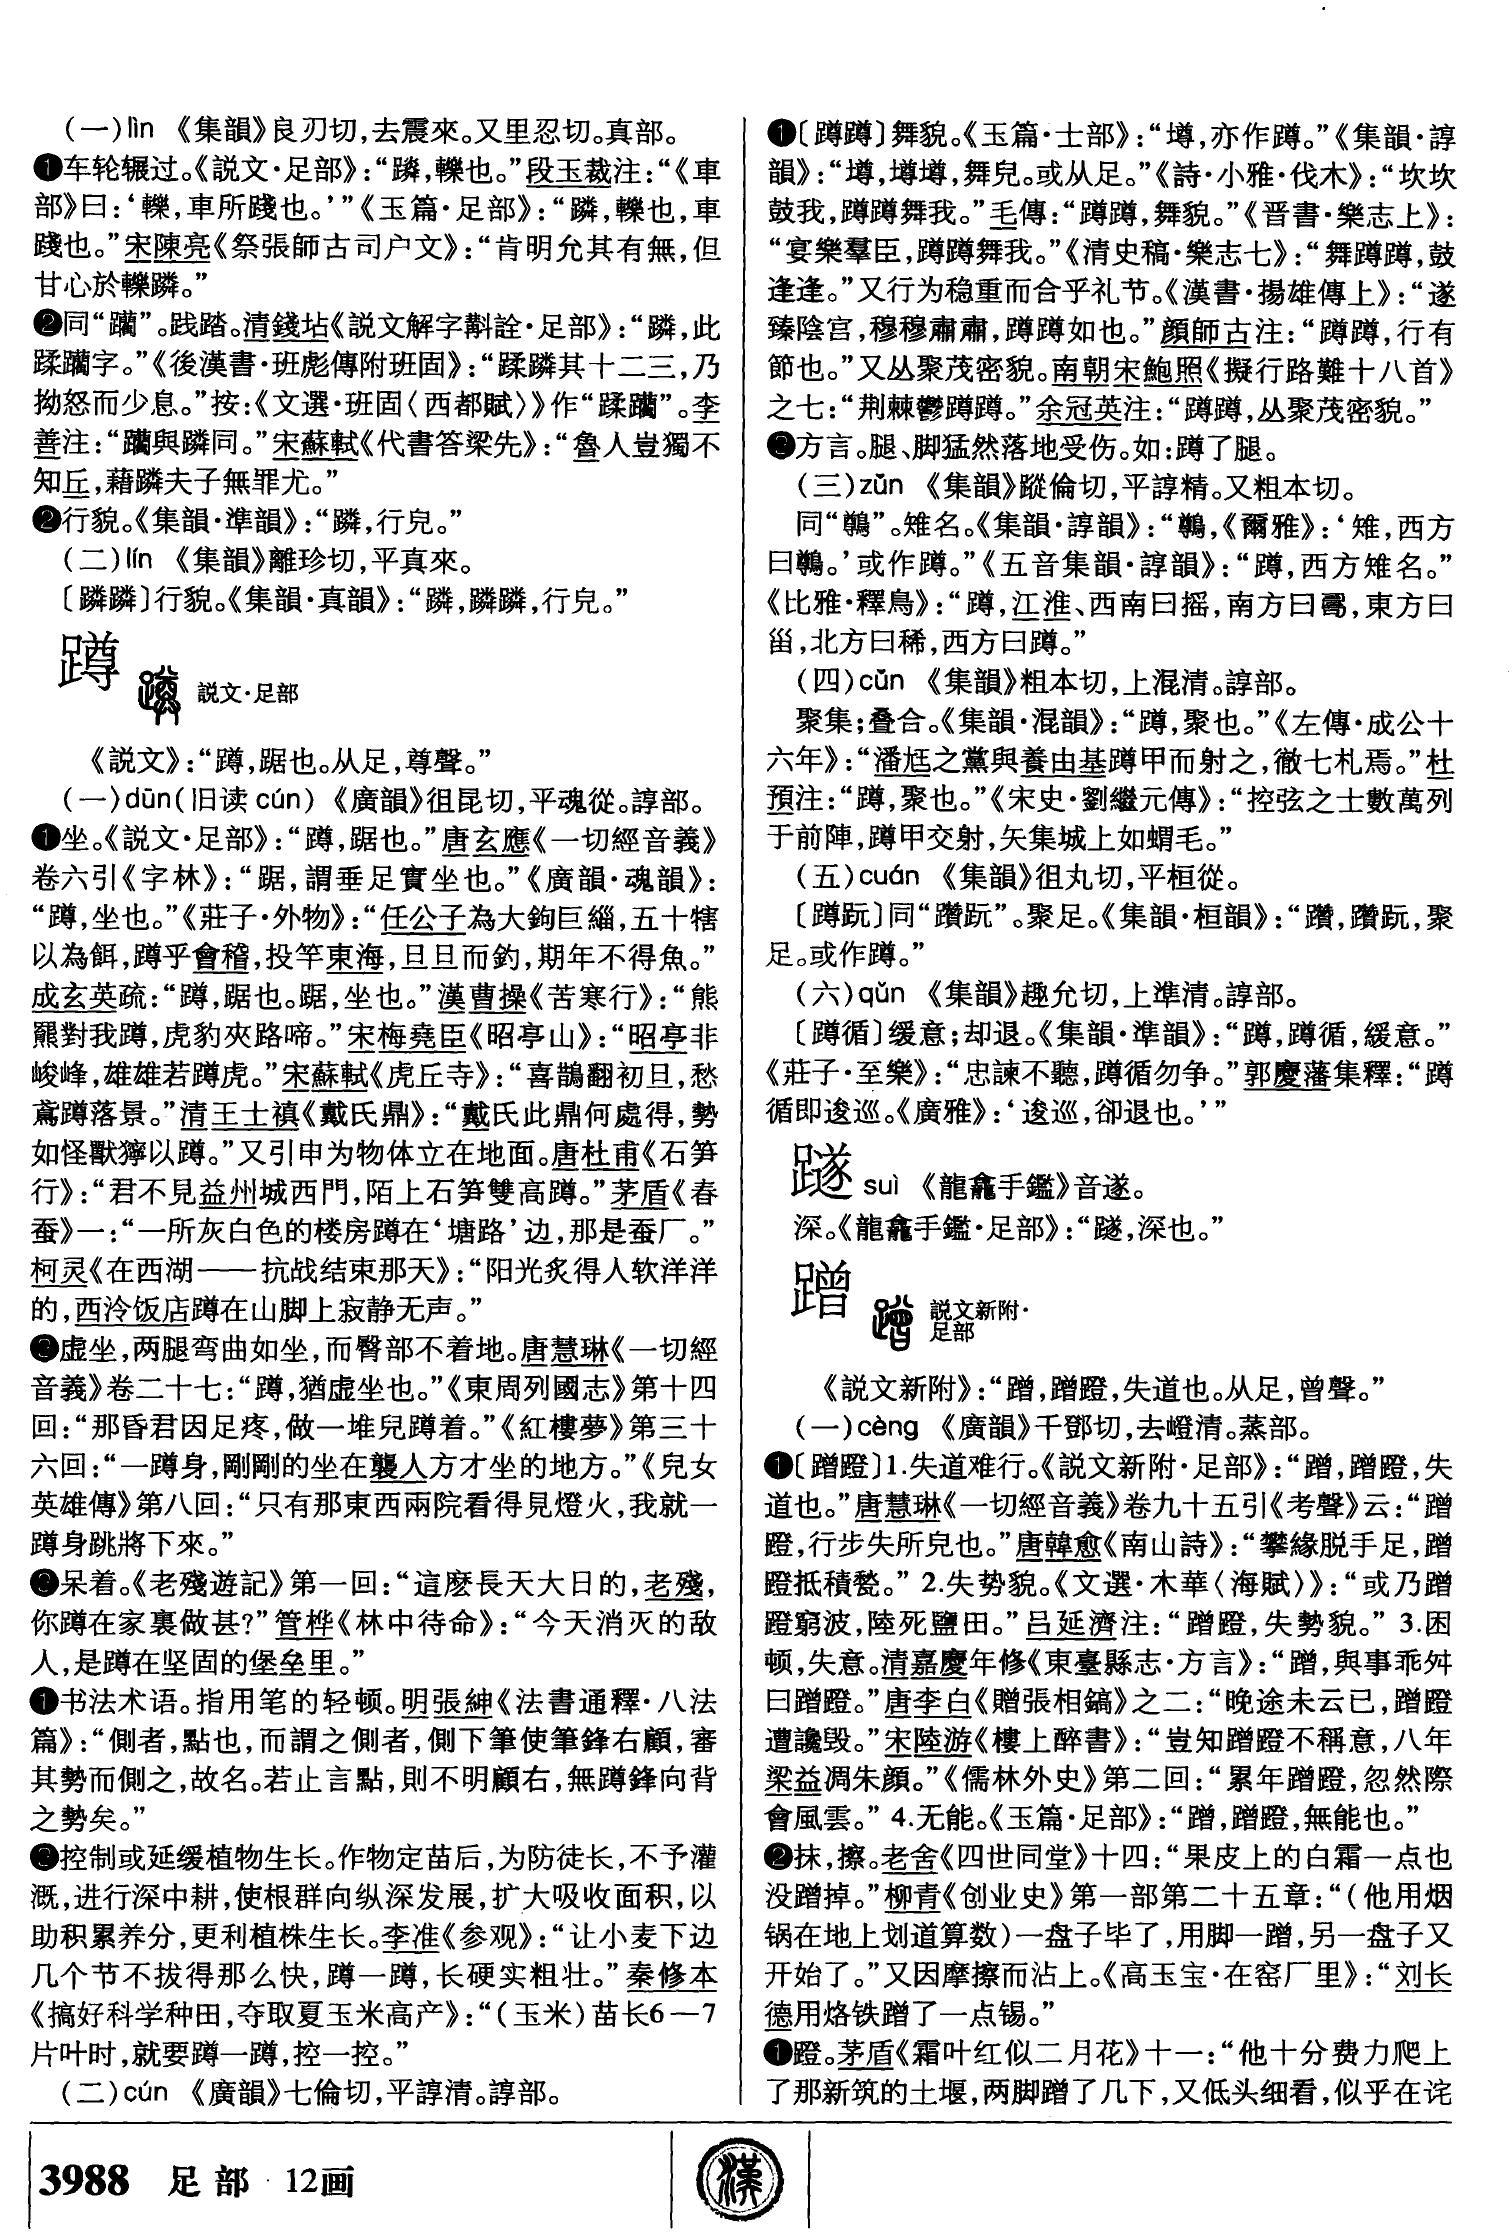 (一)lìn 《集韻》良刃切,去震來。又里忍切。真部。
❶车轮辗过。《説文·足部》:“蹸,轢也。”段玉裁注:“《車
部》曰:‘轢,車所踐也。’”《玉篇·足部》:“蹸,轢也,車
踐也。”宋陳亮《祭張師古司户文》:“肯明允其有無,但
甘心於轢蹸。”
❷同“躪”。践踏。清錢坫《説文解字斠詮·足部》:“蹸,此
蹂躪字。”《後漢書·班彪傳附班固》:“蹂蹸其十二三,乃
拗怒而少息。”按:《文選·班固〈西都賦〉》作“蹂躪”。李
善注:“躪與蹸同。”宋蘇軾《代書答梁先》:“魯人豈獨不
知丘,藉蹸夫子無罪尤。”
❷行貌。《集韻·準韻》:“蹸,行皃。”
(二)lín 《集韻》離珍切,平真來。
〔蹸蹸〕行貌。《集韻·真韻》:“蹸,蹸蹸,行皃。”
蹲 説文·足部
《説文》:“蹲,踞也。从足,尊聲。”
(一)dūn(旧读cún) 《廣韻》徂昆切,平魂從。諄部。
❶坐。《説文·足部》:“蹲,踞也。”唐玄應《一切經音義》
卷六引《字林》:“踞,謂垂足實坐也。”《廣韻·魂韻》:
“蹲,坐也。”《莊子·外物》:“任公子為大鉤巨緇,五十犗
以為餌,蹲乎會稽,投竿東海,旦旦而釣,期年不得魚。”
成玄英疏:“蹲,踞也。踞,坐也。”漢曹操《苦寒行》:“熊
羆對我蹲,虎豹夾路啼。”宋梅堯臣《昭亭山》:“昭亭非
峻峰,雄雄若蹲虎。”宋蘇軾《虎丘寺》:“喜鵲翻初旦,愁
鳶蹲落景。”清王士禛《戴氏鼎》:“戴氏此鼎何處得,勢
如怪獸獰以蹲。”又引申为物体立在地面。唐杜甫《石笋
行》:“君不見益州城西門,陌上石笋雙高蹲。”茅盾《春
蚕》一:“一所灰白色的楼房蹲在‘塘路’边,那是蚕厂。”
柯灵《在西湖——抗战结束那天》:“阳光炙得人软洋洋
的,西泠饭店蹲在山脚上寂静无声。”
❷虚坐,两腿弯曲如坐,而臀部不着地。唐慧琳《一切經
音義》卷二十七:“蹲,猶虚坐也。”《東周列國志》第十四
回:“那昏君因足疼,做一堆兒蹲着。”《紅樓夢》第三十
六回:“一蹲身,剛剛的坐在襲人方才坐的地方。”《兒女
英雄傳》第八回:“只有那東西兩院看得見燈火,我就一
蹲身跳將下來。”
❸呆着。《老殘遊記》第一回:“這麽長天大日的,老殘,
你蹲在家裏做甚?”管桦《林中待命》:“今天消灭的敌
人,是蹲在坚固的堡垒里。”
❶书法术语。指用笔的轻顿。明張紳《法書通釋·八法
篇》:“側者,點也,而謂之側者,側下筆使筆鋒右顧,審
其勢而側之,故名。若止言點,則不明顧右,無蹲鋒向背
之勢矣。”
❸控制或延缓植物生长。作物定苗后,为防徒长,不予灌
溉,进行深中耕,使根群向纵深发展,扩大吸收面积,以
助积累养分,更利植株生长。李准《参观》:“让小麦下边
几个节不拔得那么快,蹲一蹲,长硬实粗壮。”秦修本
《搞好科学种田,夺取夏玉米高产》:“(玉米)苗长6—7
片叶时,就要蹲一蹲,控一控。”
(二)cún 《廣韻》七倫切,平諄清。諄部。
❶〔蹲蹲〕舞貌。《玉篇·士部》:“壿,亦作蹲。”《集韻·諄
韻》:“壿,壿壿,舞皃。或从足。”《詩·小雅·伐木》:“坎坎
鼓我,蹲蹲舞我。”毛傳:“蹲蹲,舞貌。”《晋書·樂志上》:
“宴樂羣臣,蹲蹲舞我。”《清史稿·樂志七》:“舞蹲蹲,鼓
逢逢。”又行为稳重而合乎礼节。《漢書·揚雄傳上》:“遂
臻陰宫,穆穆肅肅,蹲蹲如也。”顔師古注:“蹲蹲,行有
節也。”又丛聚茂密貌。南朝宋鮑照《擬行路難十八首》
之七:“荆棘鬱蹲蹲。”余冠英注:“蹲蹲,丛聚茂密貌。”
❷方言。腿、脚猛然落地受伤。如:蹲了腿。
(三)zūn 《集韻》蹤倫切,平諄精。又粗本切。
同“鷷”。雉名。《集韻·諄韻》:“鷷,《爾雅》:‘雉,西方
曰鷷。’或作蹲。”《五音集韻·諄韻》:“蹲,西方雉名。”
《比雅·釋鳥》:“蹲,江淮、西南曰摇,南方曰𠷎,東方曰
甾,北方曰稀,西方曰蹲。”
(四)cǔn 《集韻》粗本切,上混清。諄部。
聚集;叠合。《集韻·混韻》:“蹲,聚也。”《左傳·成公十
六年》:“潘尪之黨與養由基蹲甲而射之,徹七札焉。”杜
預注:“蹲,聚也。”《宋史·劉繼元傳》:“控弦之士數萬列
于前陣,蹲甲交射,矢集城上如蝟毛。”
(五)cuán 《集韻》徂丸切,平桓從。
〔蹲跧〕同“躦跧”。聚足。《集韻·桓韻》:“躦,躦跧,聚
足。或作蹲。”
(六)qǔn 《集韻》趣允切,上準清。諄部。
〔蹲循〕缓意;却退。《集韻·準韻》:“蹲,蹲循,緩意。”
《莊子·至樂》:“忠諫不聽,蹲循勿争。”郭慶藩集釋:“蹲
循即逡巡。《廣雅》:‘逡巡,卻退也。’”
䠔 suì 《龍龕手鑑》音遂。
深。《龍龕手鑑·足部》:“䠔,深也。”
蹭 説文新附·
足部
《説文新附》:“蹭,蹭蹬,失道也。从足,曾聲。”
(一)cèng 《廣韻》千鄧切,去嶝清。蒸部。
❶〔蹭蹬〕1.失道难行。《説文新附·足部》:“蹭,蹭蹬,失
道也。”唐慧琳《一切經音義》卷九十五引《考聲》云:“蹭
蹬,行步失所皃也。”唐韓愈《南山詩》:“攀緣脱手足,蹭
蹬抵積甃。” 2.失势貌。《文選·木華〈海賦〉》:“或乃蹭
蹬窮波,陸死鹽田。”吕延濟注:“蹭蹬,失勢貌。” 3.困
顿,失意。清嘉慶年修《東臺縣志·方言》:“蹭,與事乖舛
曰蹭蹬。”唐李白《贈張相鎬》之二:“晚途未云已,蹭蹬
遭讒毁。”宋陸游《樓上醉書》:“豈知蹭蹬不稱意,八年
梁益凋朱顔。”《儒林外史》第二回:“累年蹭蹬,忽然際
會風雲。” 4.无能。《玉篇·足部》:“蹭,蹭蹬,無能也。”
❷抹,擦。老舍《四世同堂》十四:“果皮上的白霜一点也
没蹭掉。”柳青《创业史》第一部第二十五章:“(他用烟
锅在地上划道算数)一盘子毕了,用脚一蹭,另一盘子又
开始了。”又因摩擦而沾上。《高玉宝·在窑厂里》:“刘长
德用烙铁蹭了一点锡。”
❶蹬。茅盾《霜叶红似二月花》十一:“他十分费力爬上
了那新筑的土堰,两脚蹭了几下,又低头细看,似乎在诧
3988 足部·12画
漢